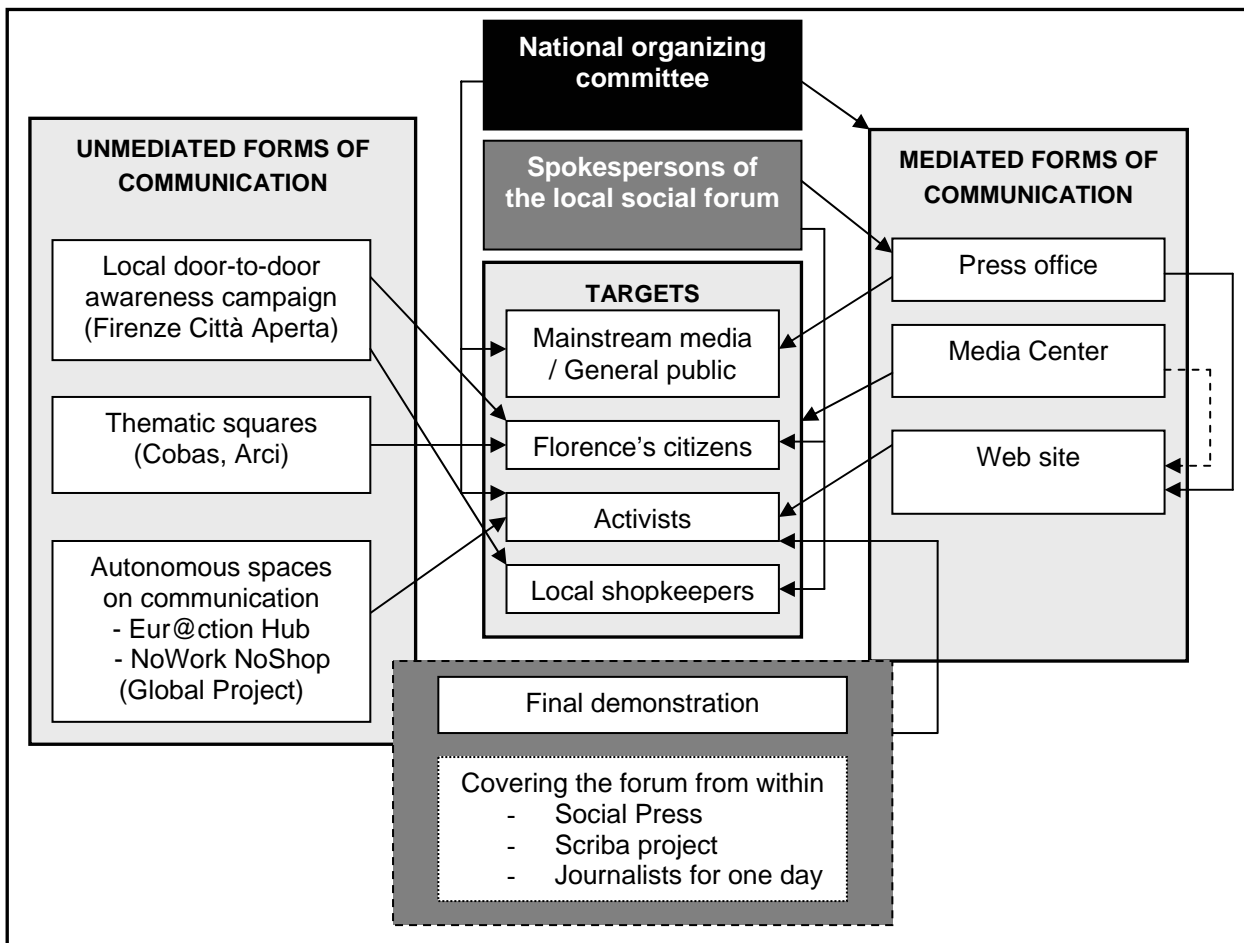 National organizing
committee
Spokespersons of
the local social forum
UNMEDIATED FORMS OF
COMMUNICATION
Local door-to-door
awareness campaign
(Firenze Città Aperta)
Thematic squares
(Cobas, Arci)
Autonomous spaces
on communication
- Eur@ction Hub
- NoWork NoShop
(Global Project)
TARGETS
Mainstream media
/ General public
Florence’s citizens
Activists
Local shopkeepers
MEDIATED FORMS OF
COMMUNICATION
Press office
Media Center
Web site
Final demonstration
Covering the forum from within
- Social Press
- Scriba project
- Journalists for one day